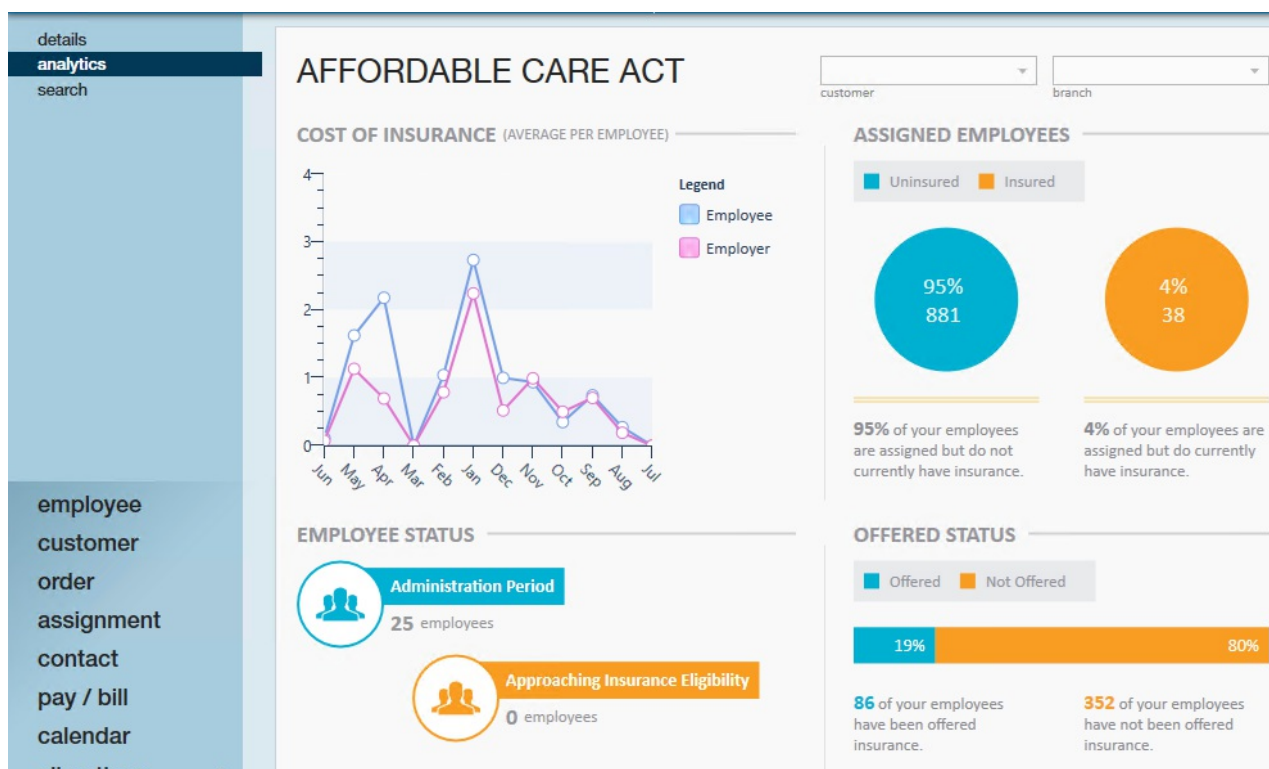 details
analytics
search
employee
customer
order
assignment
contact
pay / bill
calendar
AFFORDABLE CARE ACT
customer
branch
COST OF INSURANCE (AVERAGE PER EMPLOYEE)
4
3
2
1
0
Jun May Apr Mar Feb Jan Dec Nov Oct Sep Aug Jul
Legend
Employee
Employer
ASSIGNED EMPLOYEES
Uninsured Insured
95%
881
4%
38
95% of your employees
are assigned but do not
currently have insurance.
4% of your employees are
assigned but do currently
have insurance.
EMPLOYEE STATUS
Administration Period
25 employees
Approaching Insurance Eligibility
0 employees
OFFERED STATUS
Offered Not Offered
19% 80%
86 of your employees
have been offered
insurance.
352 of your employees
have not been offered
insurance.